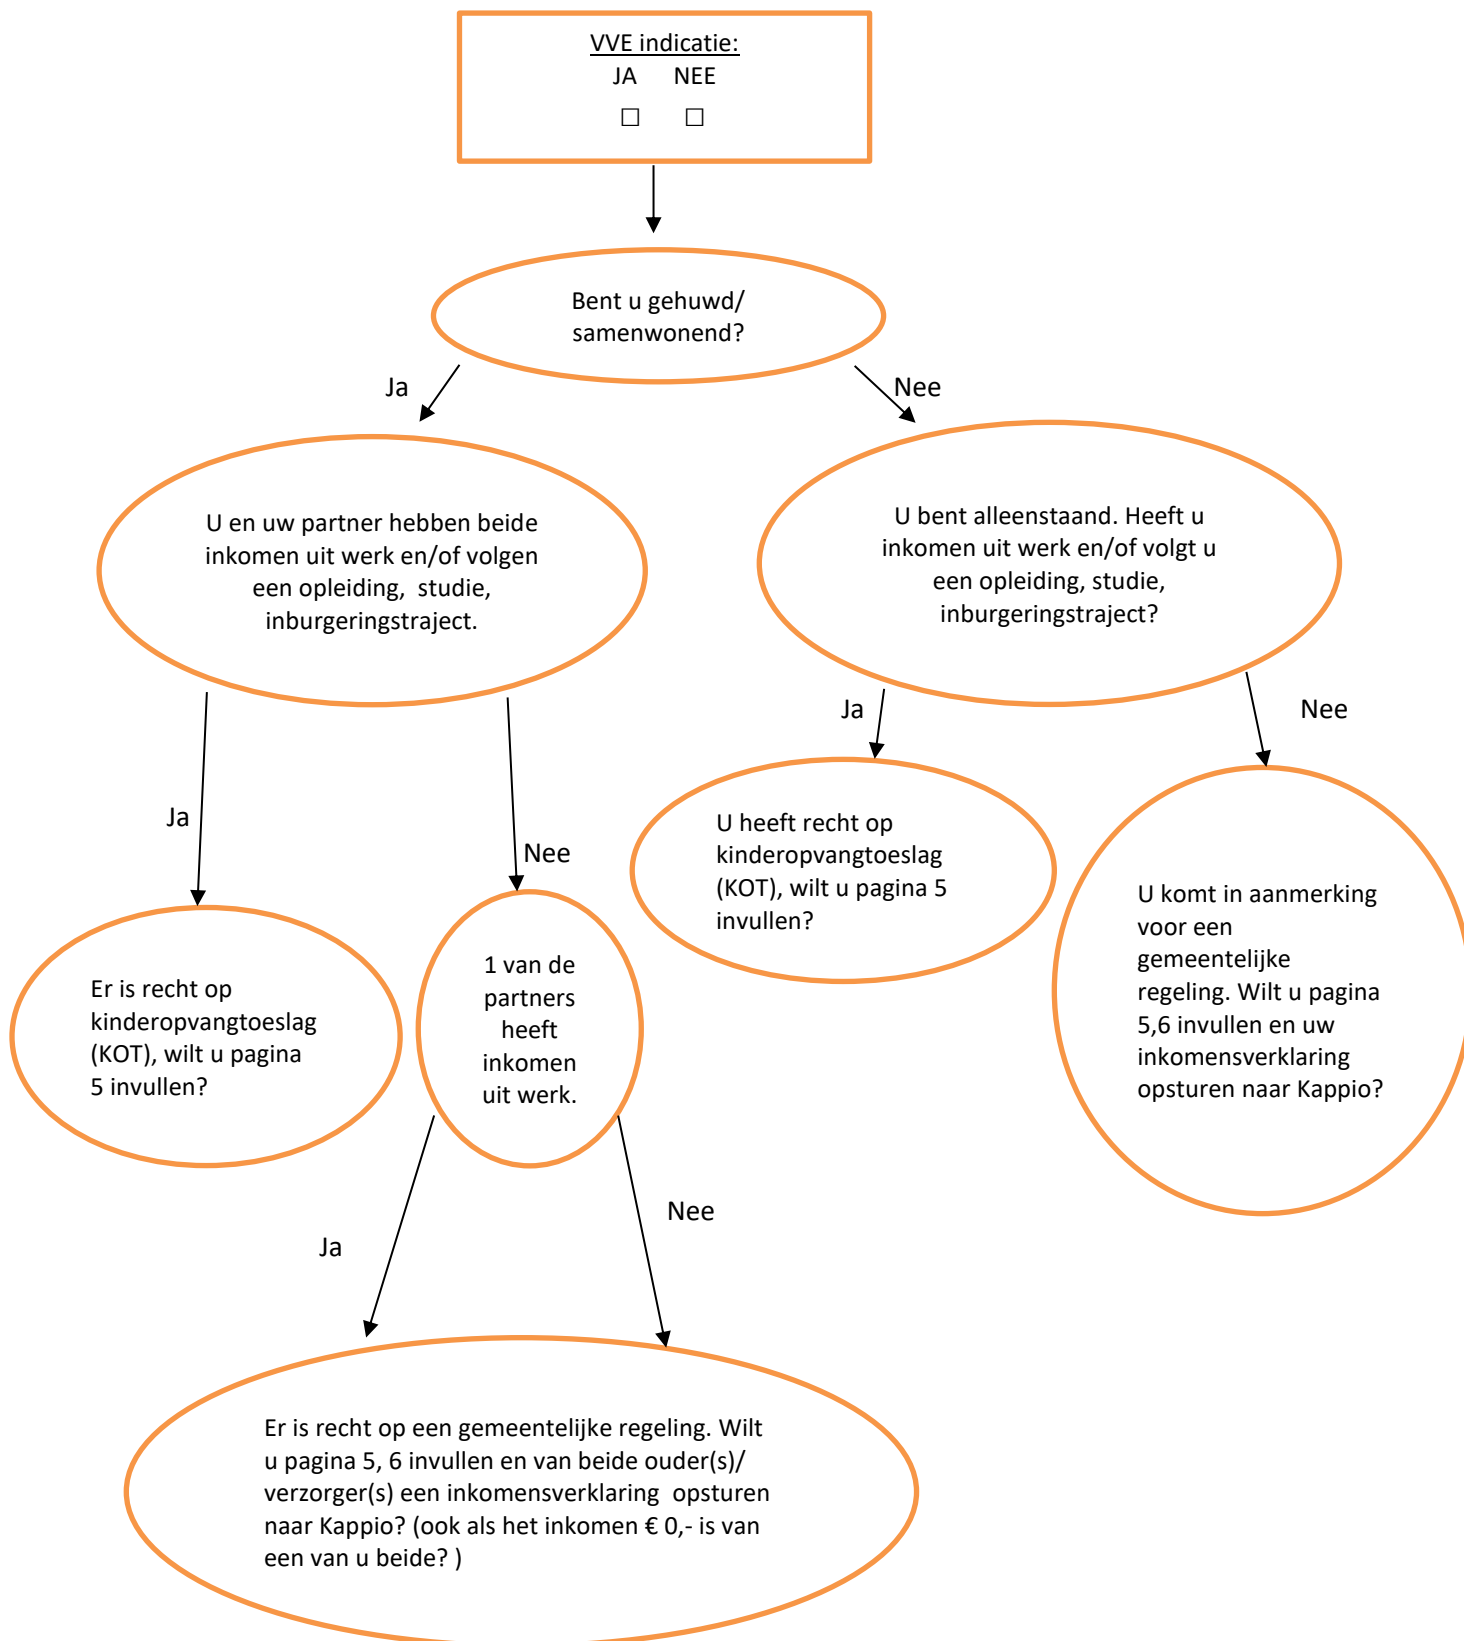 VVE indicatie:
JA NEE
☐ ☐
Bent u gehuwd/
samenwonend?
Ja
Nee
U en uw partner hebben beide
inkomen uit werk en/of volgen
een opleiding, studie,
inburgeringstraject.
U bent alleenstaand. Heeft u
inkomen uit werk en/of volgt u
een opleiding, studie,
inburgeringstraject?
Ja
Nee
Ja
Nee
U heeft recht op
kinderopvangtoeslag
(KOT), wilt u pagina 5
invullen?
U komt in aanmerking
voor een
gemeentelijke
regeling. Wilt u pagina
5,6 invullen en uw
inkomensverklaring
opsturen naar Kappio?
Er is recht op
kinderopvangtoeslag
(KOT), wilt u pagina
5 invullen?
1 van de
partners
heeft
inkomen
uit werk.
Ja
Nee
Er is recht op een gemeentelijke regeling. Wilt
u pagina 5, 6 invullen en van beide ouder(s)/
verzorger(s) een inkomensverklaring opsturen
naar Kappio? (ook als het inkomen € 0,- is van
een van u beide? )